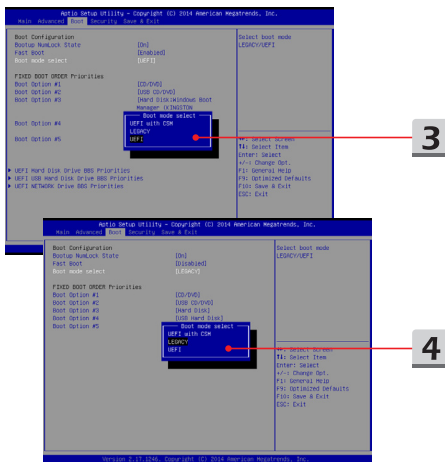 Aptio Setup Utility - Copyright (C) 2014 American Megatrends, Inc.
Main Advanced Boot Security Save & Exit
Boot Configuration
Bootup NumLock State [On]
Fast Boot [Enabled]
Boot mode select [UEFI]
FIXED BOOT ORDER Priorities
Boot Option #1 [CD/DVD]
Boot Option #2 [USB CD/DVD]
Boot Option #3 [Hard Disk:Windows Boot
Manager (KINGSTON
Boot Option #4
Boot Option #5
Boot mode select
UEFI with CSM
LEGACY
UEFI
UEFI Hard Disk Drive BBS Priorities
UEFI USB Hard Disk Drive BBS Priorities
UEFI NETWORK Drive BBS Priorities
Select boot mode
LEGACY/UEFI
Select Screen
Select Item
Enter: Select
+/-: Change Opt.
F1: General Help
F9: Optimized Defaults
F10: Save & Exit
ESC: Exit
3
Aptio Setup Utility - Copyright (C) 2014 American Megatrends, Inc.
Main Advanced Boot Security Save & Exit
Boot Configuration
Bootup NumLock State [On]
Fast Boot [Disabled]
Boot mode select [LEGACY]
FIXED BOOT ORDER Priorities
Boot Option #1 [CD/DVD]
Boot Option #2 [USB CD/DVD]
Boot Option #3 [Hard Disk]
Boot Option #4 [USB Hard Disk]
Boot Option #5
Boot mode select
UEFI with CSM
LEGACY
UEFI
Select boot mode
LEGACY/UEFI
Select Screen
Select Item
Enter: Select
+/-: Change Opt.
F1: General Help
F9: Optimized Defaults
F10: Save & Exit
ESC: Exit
4
Version 2.17.1246. Copyright (C) 2014 American Megatrends, Inc.